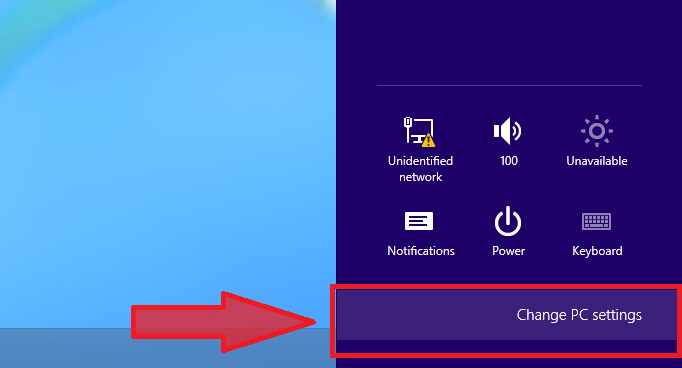 Unidentified
network
100
Unavailable
Notifications
Power
Keyboard
Change PC settings